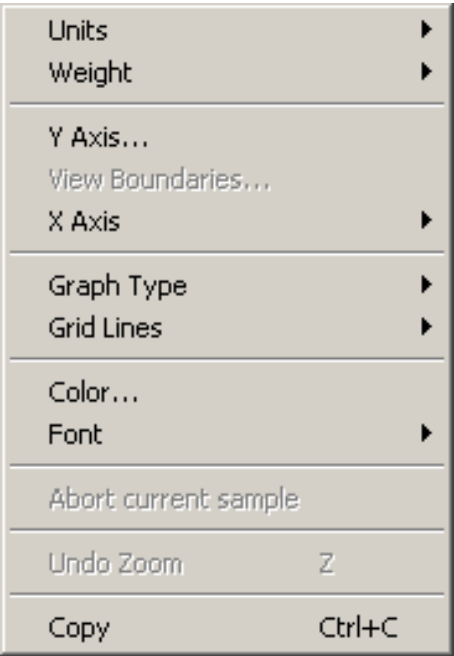 Units
Weight
Y Axis...
View Boundaries...
X Axis
Graph Type
Grid Lines
Color...
Font
Abort current sample
Undo Zoom Z
Copy Ctrl+C